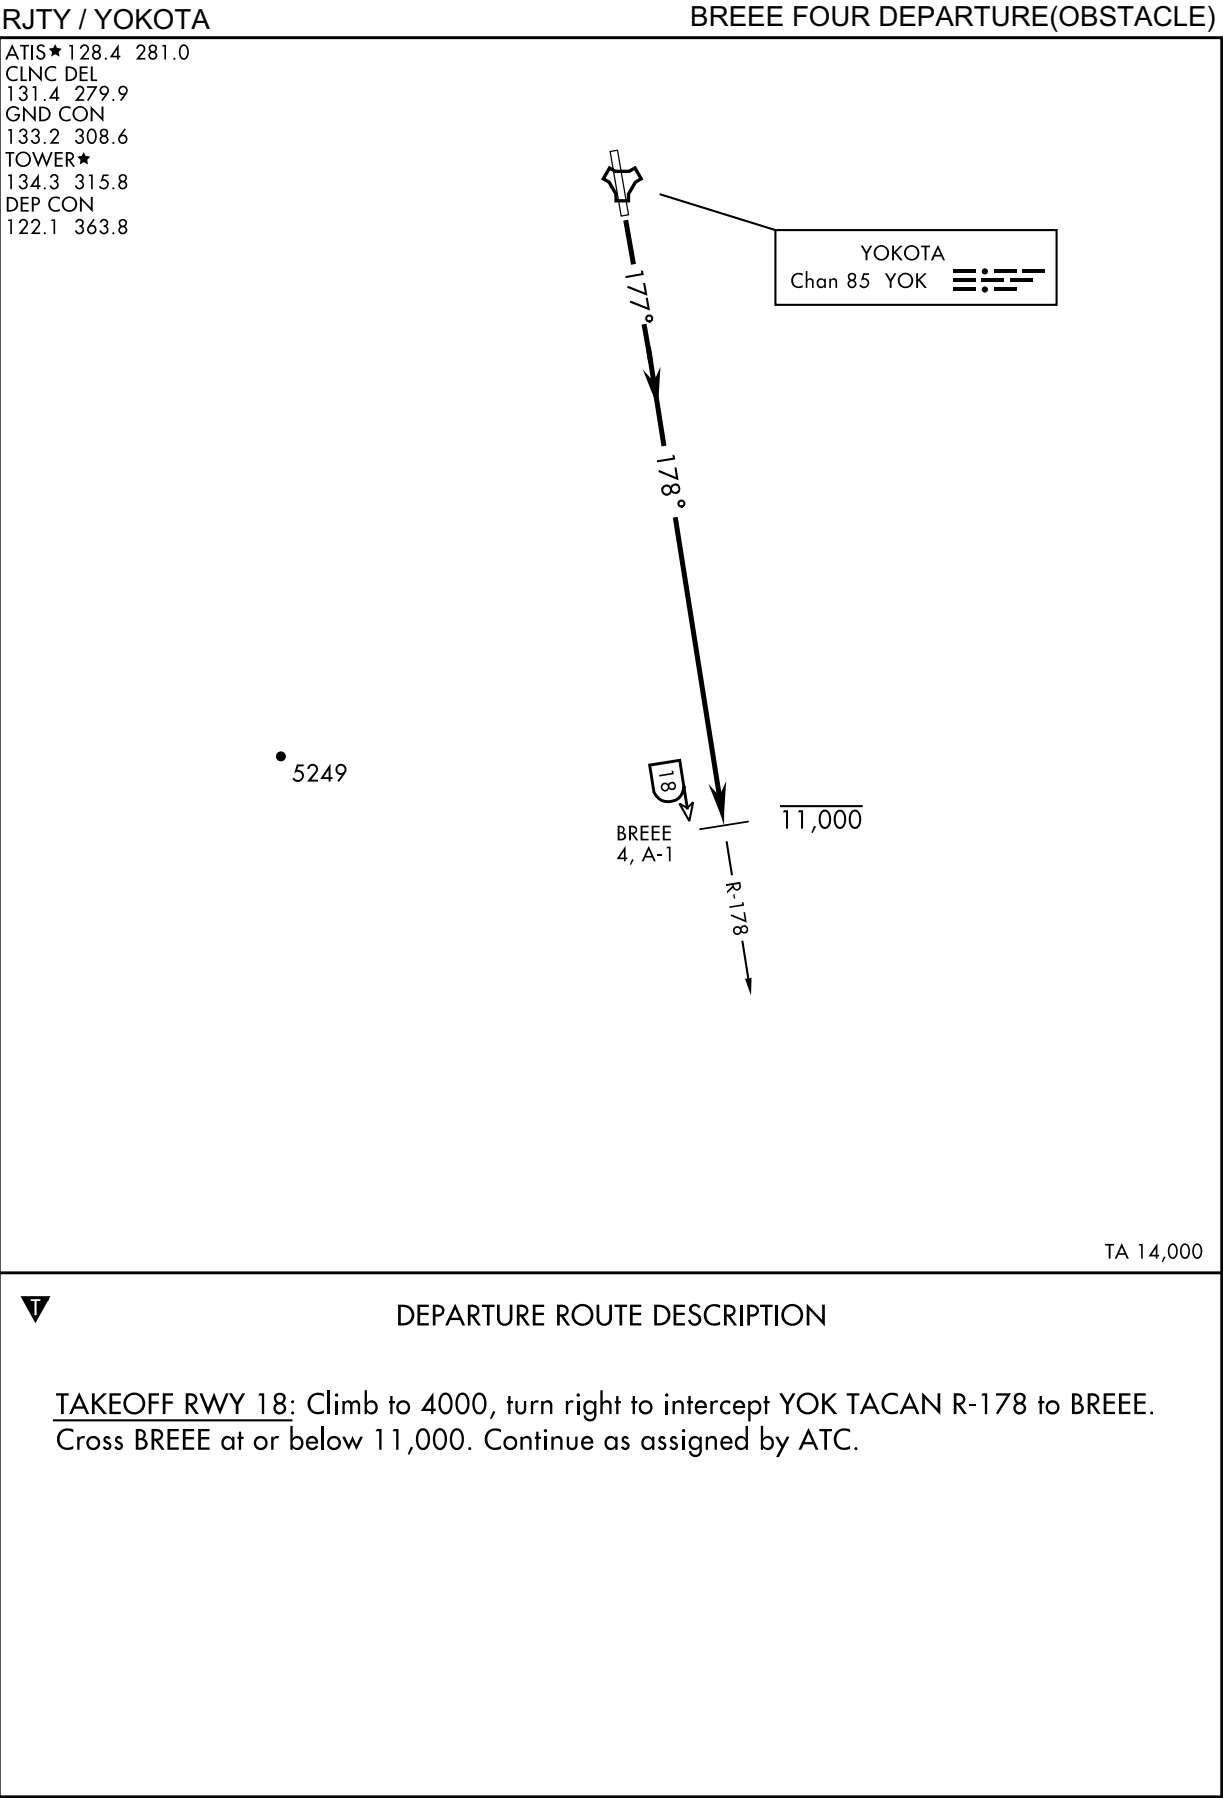 RJTY / YOKOTA
BREEE FOUR DEPARTURE(OBSTACLE)
ATIS★ 128.4 281.0
CLNC DEL
131.4 279.9
GND CON
133.2 308.6
TOWER★
134.3 315.8
DEP CON
122.1 363.8
YOKOTA
Chan 85 YOK
177°
178°
5249
18
BREEE
4, A-1
11,000
R-178
TA 14,000
T
DEPARTURE ROUTE DESCRIPTION
TAKEOFF RWY 18: Climb to 4000, turn right to intercept YOK TACAN R-178 to BREEE.
Cross BREEE at or below 11,000. Continue as assigned by ATC.